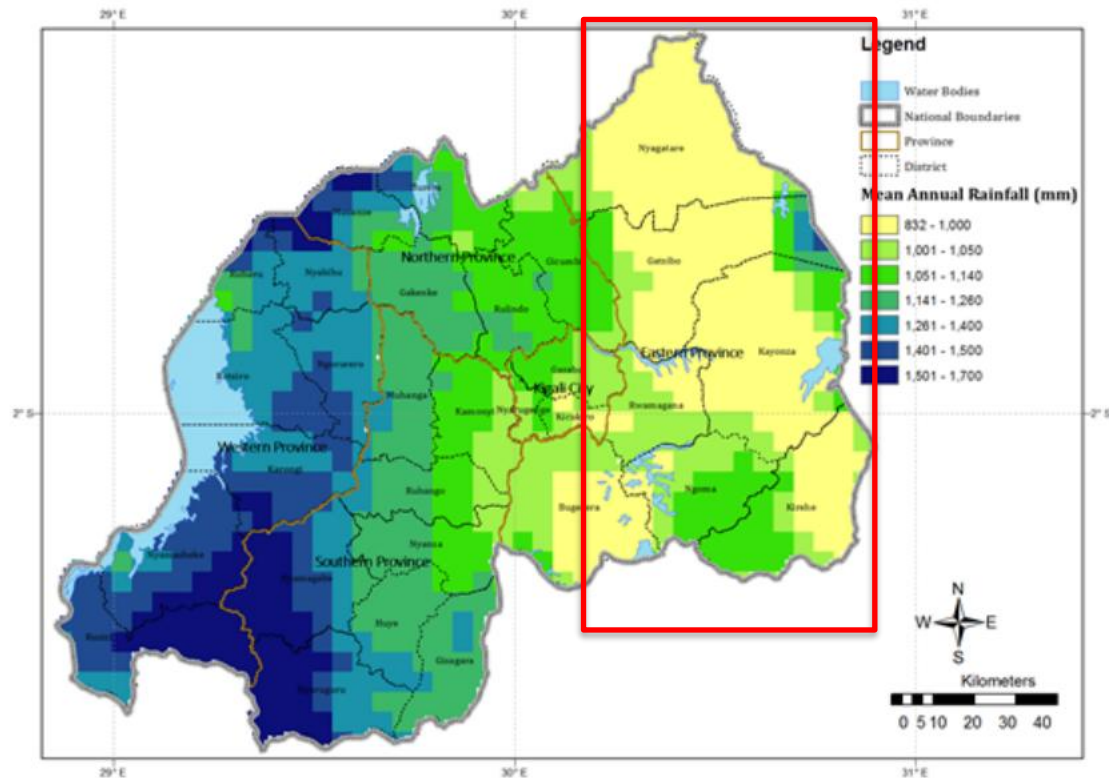 29° E
30° E
31° E
Legend
Water Bodies
National Boundaries
Province
District
Mean Annual Rainfall (mm)
832 - 1,000
1,001 - 1,050
1,051 - 1,140
1,141 - 1,260
1,261 - 1,400
1,401 - 1,500
1,501 - 1,700
Nyagatare
Burera
Musanze
Northern Province
Gicumbi
Gatsibo
Rubavu
Nyabihu
Gakenke
Rulindo
Eastern Province
Kayonza
Rutsiro
Ngororero
Gasabo
Kigali City
Muhanga
Kamonyi
Nyarugenge
Kicukiro
Rwamagana
2° S
2° S
Western Province
Karongi
Ruhango
Bugesera
Ngoma
Kirehe
Nyanza
Nyamasheke
Southern Province
Nyamagabe
Rusizi
Huye
Gisagara
Nyaruguru
N
W
E
S
Kilometers
0 5 10 20 30 40
29° E
30° E
31° E